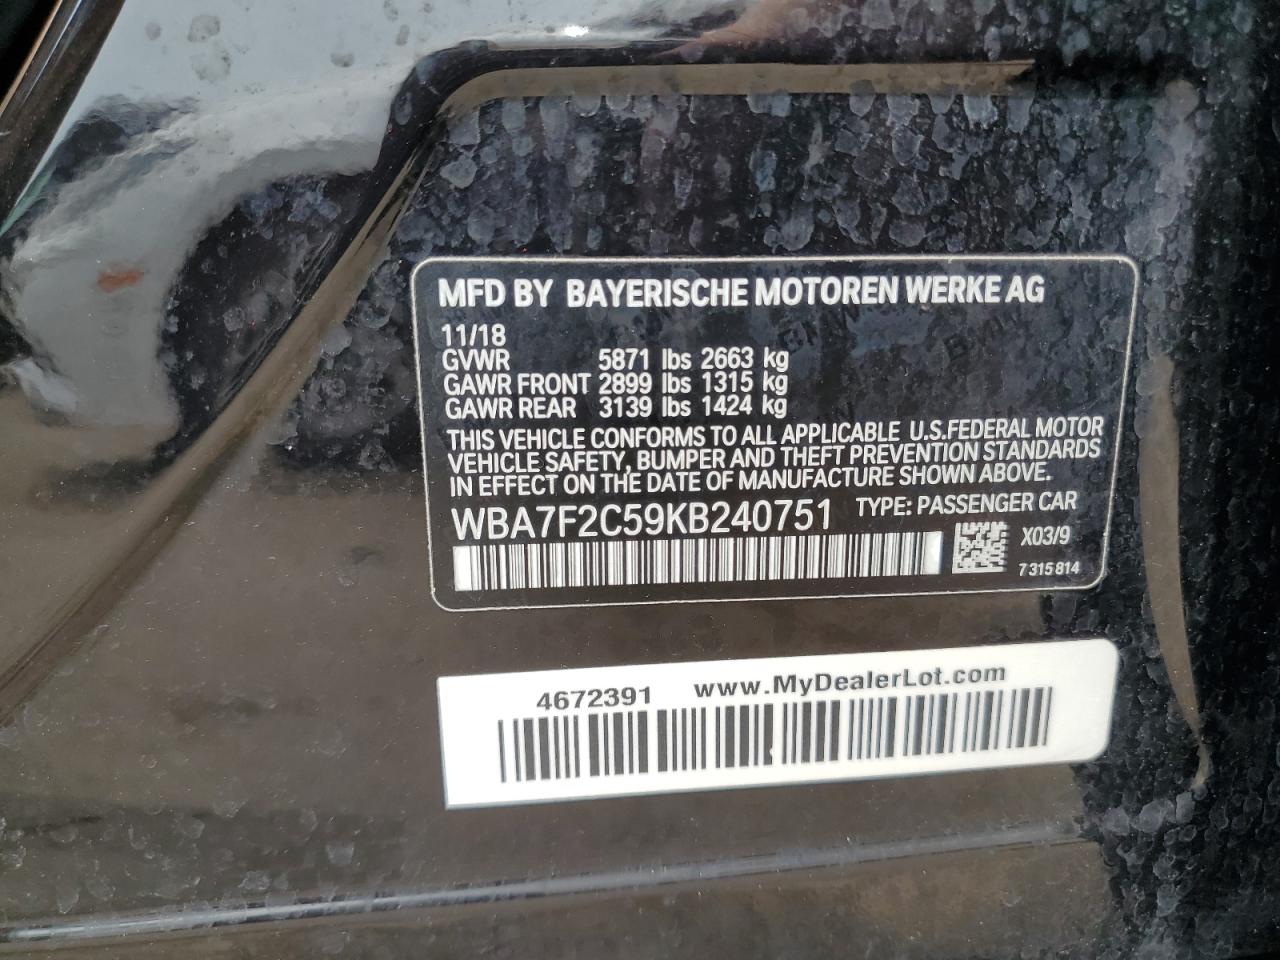 MFD BY BAYERISCHE MOTOREN WERKE AG
11/18
GVWR 5871 lbs 2663 kg
GAWR FRONT 2899 lbs 1315 kg
GAWR REAR 3139 lbs 1424 kg
THIS VEHICLE CONFORMS TO ALL APPLICABLE U.S.FEDERAL MOTOR
VEHICLE SAFETY, BUMPER AND THEFT PREVENTION STANDARDS
IN EFFECT ON THE DATE OF MANUFACTURE SHOWN ABOVE.
WBA7F2C59KB240751 TYPE: PASSENGER CAR
X03/9
7 315 814
4672391 www.MyDealerLot.com